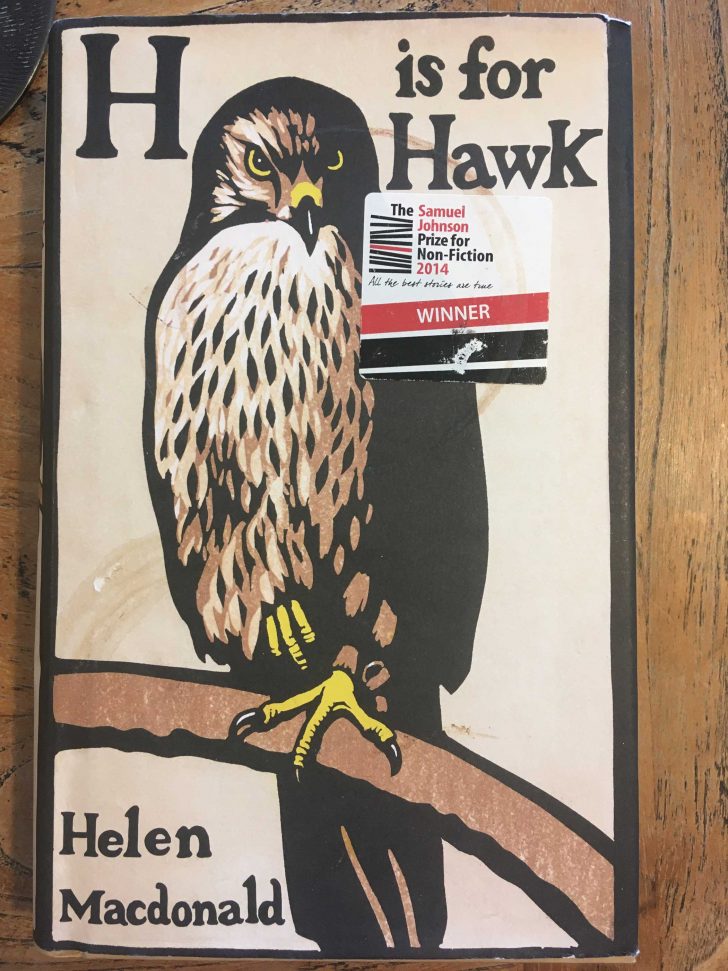 H is for
Hawk
The Samuel
Johnson
Prize for
Non-Fiction
2014
All the best stories are true
WINNER
Helen
Macdonald